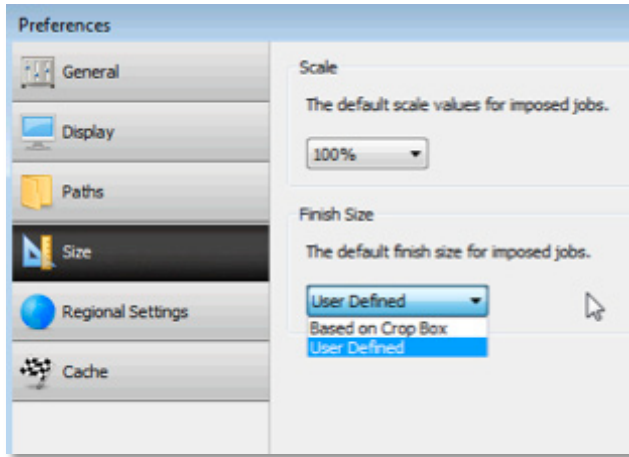 Preferences
General
Display
Paths
Size
Regional Settings
Cache
Scale
The default scale values for imposed jobs.
100%
Finish Size
The default finish size for imposed jobs.
User Defined
Based on Crop Box
User Defined